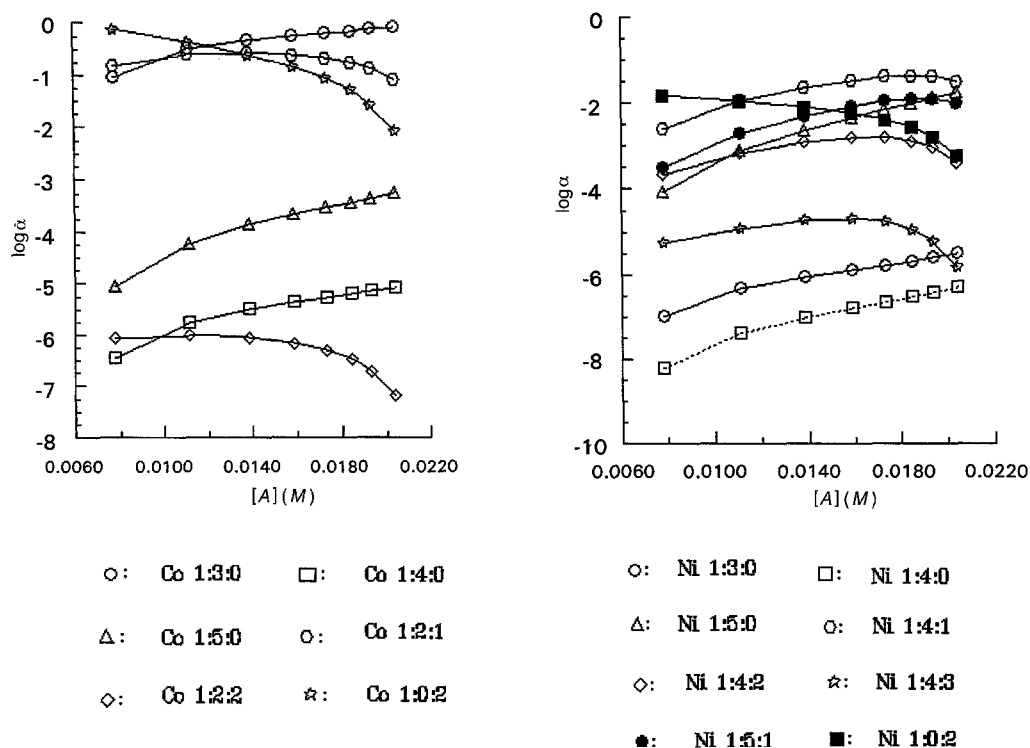 0
-1
-2
-3
-4
-5
-6
-7
-8
logα
0.0060 0.0100 0.0140 0.0180 0.0220
[A](M)
○: Co 1:3:0 □: Co 1:4:0
△: Co 1:5:0 ○: Co 1:2:1
◇: Co 1:2:2 ☆: Co 1:0:2
0
-2
-4
-6
-8
-10
logα
0.0060 0.0100 0.0140 0.0180 0.0220
[A](M)
○: Ni 1:3:0 □: Ni 1:4:0
△: Ni 1:5:0 ○: Ni 1:4:1
◇: Ni 1:4:2 ☆: Ni 1:4:3
●: Ni 1:5:1 ■: Ni 1:0:2